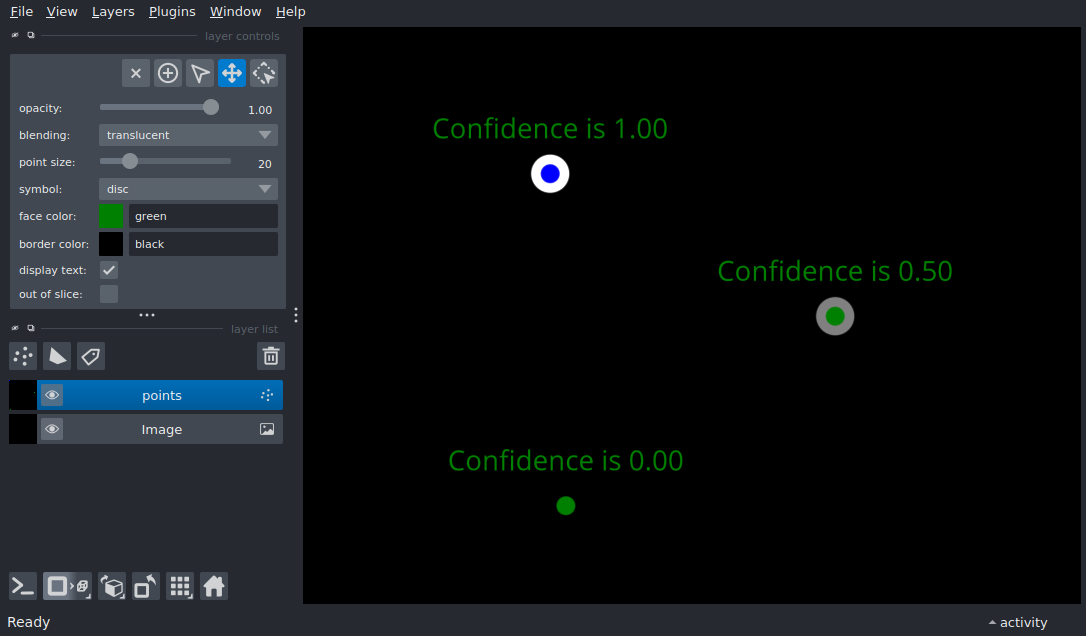 File View Layers Plugins Window Help
layer controls
opacity: 1.00
blending: translucent
point size: 20
symbol: disc
face color: green
border color: black
display text:
out of slice:
layer list
points
Image
Confidence is 1.00
Confidence is 0.50
Confidence is 0.00
Ready
activity